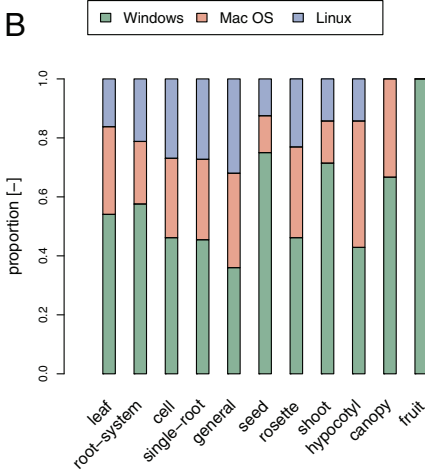 B
Windows Mac OS Linux
proportion [−]
1.0
0.8
0.6
0.4
0.2
0.0
leaf
root−system
cell
single−root
general
seed
rosette
shoot
hypocotyl
canopy
fruit